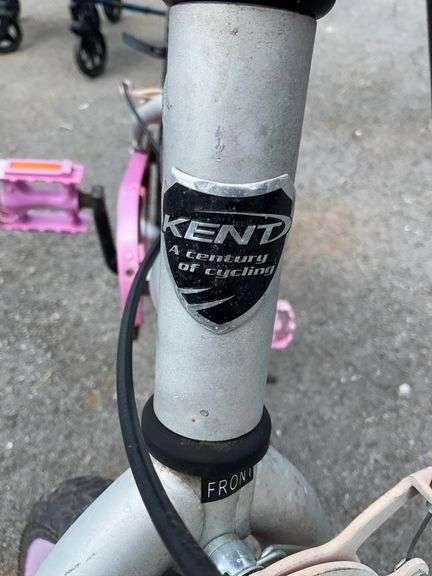 KENT
A century
of cycling
FRONT